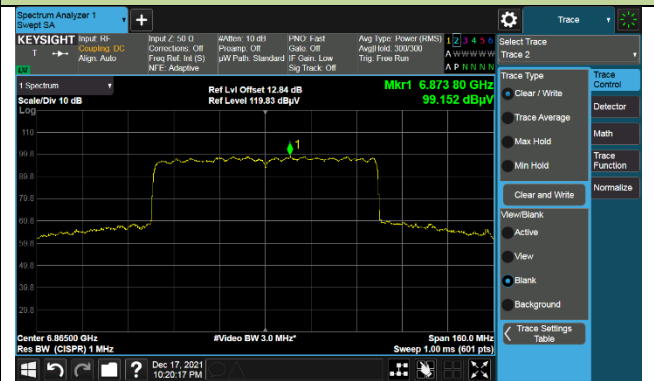 Spectrum Analyzer 1
Swept SA
Trace
KEYSIGHT
Input: RF
Coupling: DC
Align: Auto
Input Z: 50 Ω
Corrections: Off
Freq Ref: Int (S)
NFE: Adaptive
#Atten: 10 dB
Preamp: Off
µW Path: Standard
PNO: Fast
Gate: Off
IF Gain: Low
Sig Track: Off
Avg Type: Power (RMS)
Avg|Hold: 300/300
Trig: Free Run
1 2 3 4 5 6
A W W W W W
A P N N N N
T
LW
Select Trace
Trace 2
1 Spectrum
Scale/Div 10 dB
Log
Ref Lvl Offset 12.84 dB
Ref Level 119.83 dBµV
Mkr1 6.873 80 GHz
99.152 dBµV
110
99.8
89.8
79.8
69.8
59.8
49.8
39.8
29.8
1
Center 6.86500 GHz
Res BW (CISPR) 1 MHz
#Video BW 3.0 MHz*
Span 160.0 MHz
Sweep 1.00 ms (601 pts)
Trace Type
Clear / Write
Trace Average
Max Hold
Min Hold
Clear and Write
View/Blank
Active
View
Blank
Background
Trace Settings
Table
Trace
Control
Detector
Math
Trace
Function
Normalize
?
Dec 17, 2021
10:20:17 PM